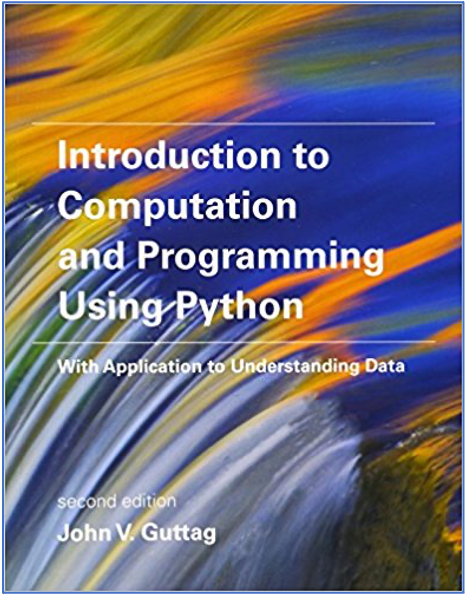 Introduction to
Computation
and Programming
Using Python
With Application to Understanding Data
second edition
John V. Guttag